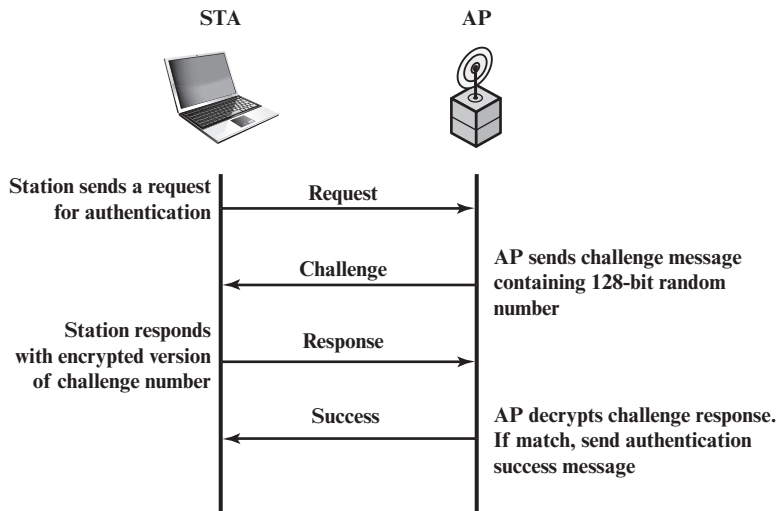 STA
AP
Station sends a request
for authentication
Request
Challenge
AP sends challenge message
containing 128-bit random
number
Station responds
with encrypted version
of challenge number
Response
Success
AP decrypts challenge response.
If match, send authentication
success message